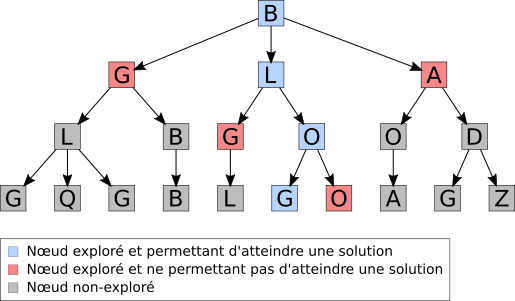 B
G L A
L B G O O D
G Q G B L G O A G Z
Nœud exploré et permettant d'atteindre une solution
Nœud exploré et ne permettant pas d'atteindre une solution
Nœud non-exploré